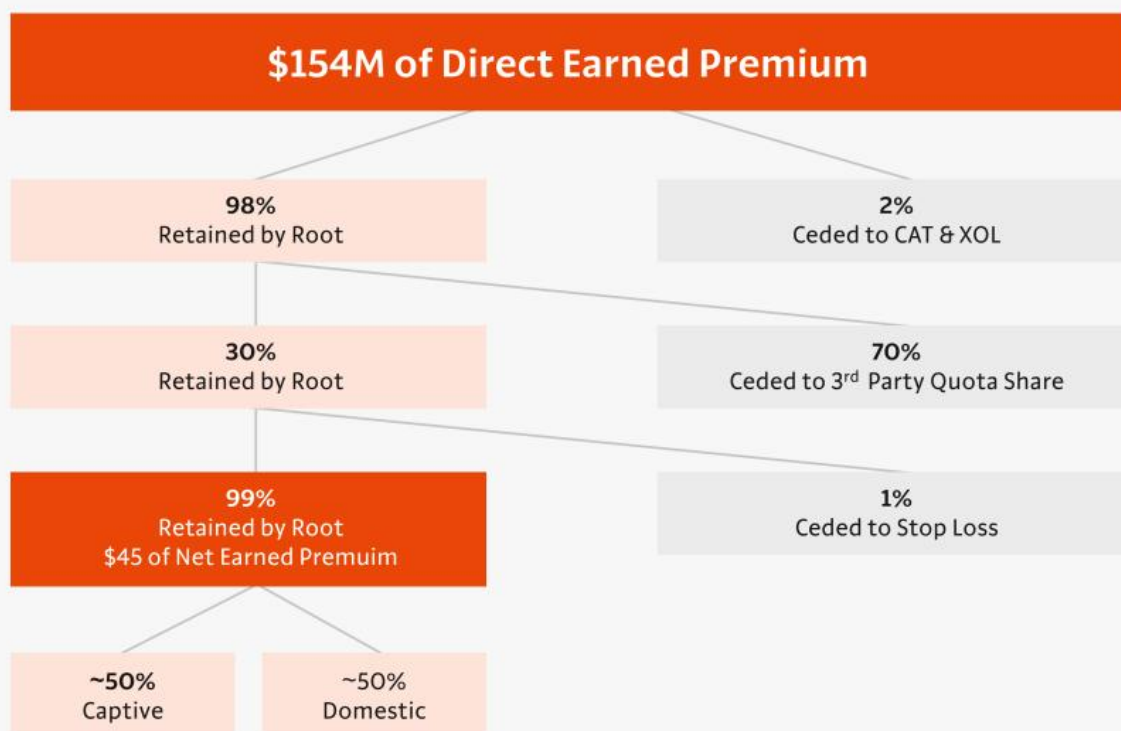 $154M of Direct Earned Premium
98%
Retained by Root
2%
Ceded to CAT & XOL
30%
Retained by Root
70%
Ceded to 3rd Party Quota Share
99%
Retained by Root
$45 of Net Earned Premuim
1%
Ceded to Stop Loss
~50%
Captive
~50%
Domestic